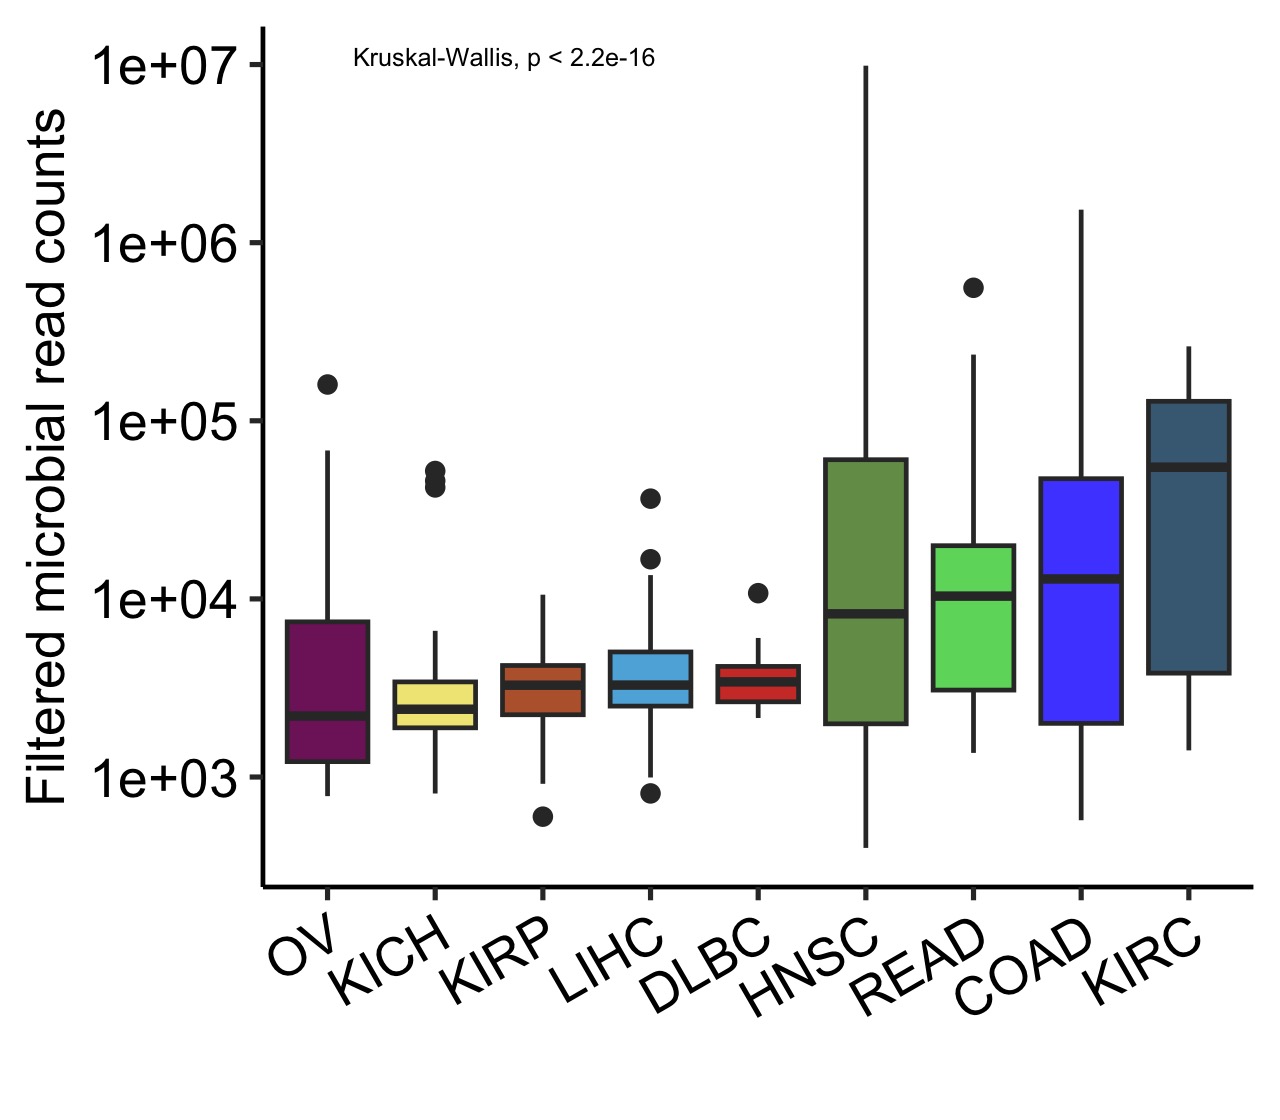 Kruskal-Wallis, p < 2.2e-16
Filtered microbial read counts
1e+07
1e+06
1e+05
1e+04
1e+03
OV
KICH
KIRP
LIHC
DLBC
HNSC
READ
COAD
KIRC